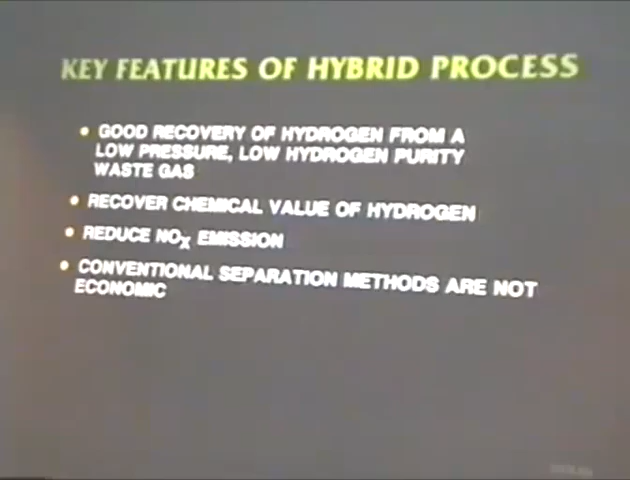 KEY FEATURES OF HYBRID PROCESS
• GOOD RECOVERY OF HYDROGEN FROM A
LOW PRESSURE, LOW HYDROGEN PURITY
WASTE GAS
• RECOVER CHEMICAL VALUE OF HYDROGEN
• REDUCE NOX EMISSION
• CONVENTIONAL SEPARATION METHODS ARE NOT
ECONOMIC